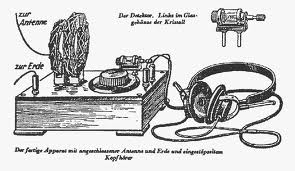 zur
Antenne
Der Detektor. Links im Glas-
gehäuse der Kristall
zur Erde
Der fertige Apparat mit angeschlossener Antenne und Erde und eingestöpseltem
Kopfhörer